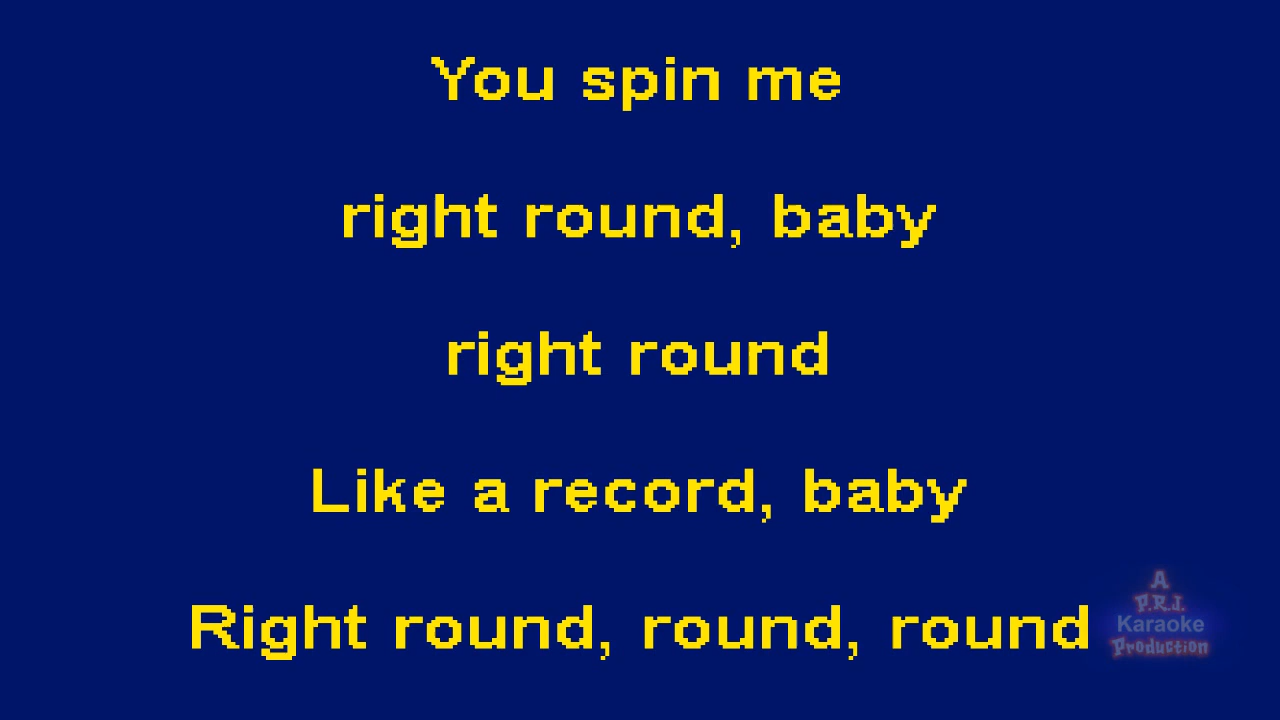 You spin me
right round, baby
right round
Like a record, baby
Right round, round, round
A
P.R.J.
Karaoke
Production